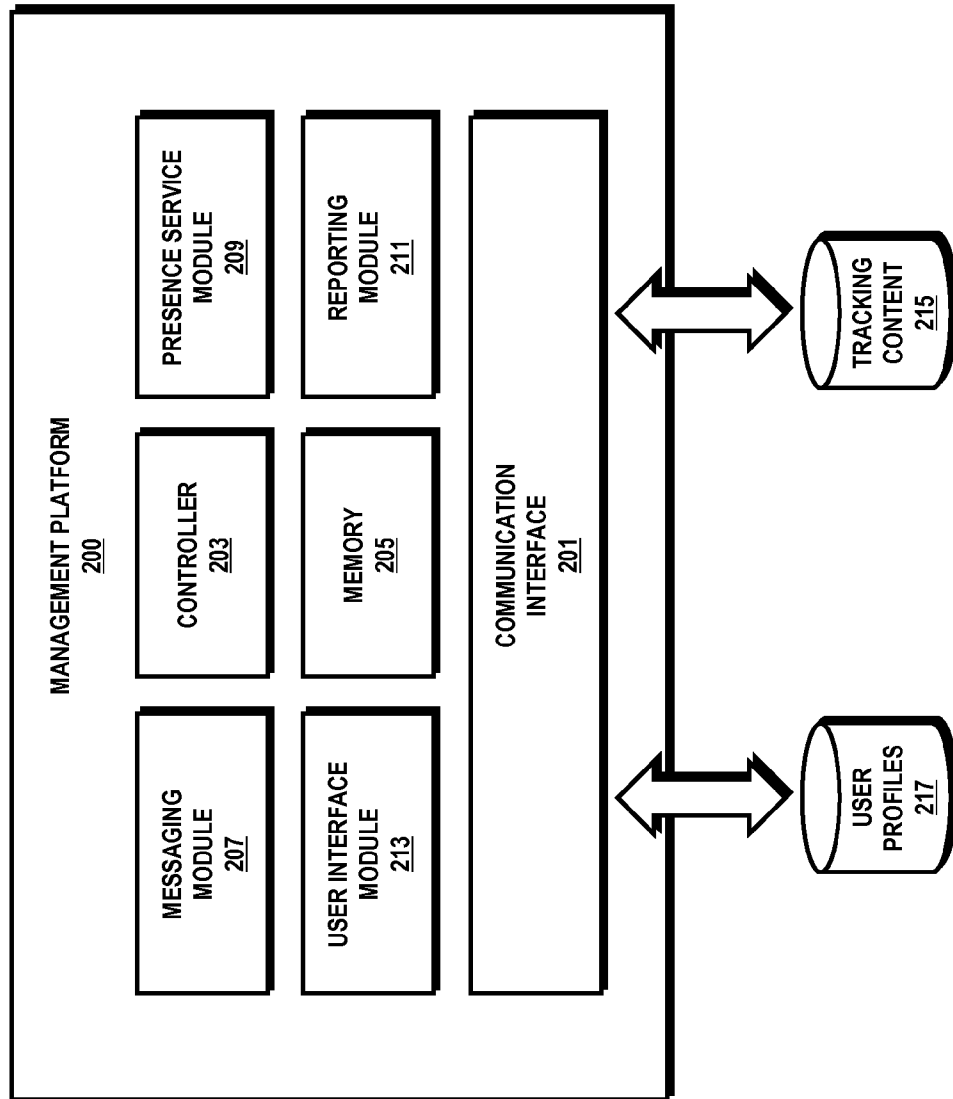 MANAGEMENT PLATFORM
200
MESSAGING
MODULE
207
CONTROLLER
203
PRESENCE SERVICE
MODULE
209
USER INTERFACE
MODULE
213
MEMORY
205
REPORTING
MODULE
211
COMMUNICATION
INTERFACE
201
USER
PROFILES
217
TRACKING
CONTENT
215